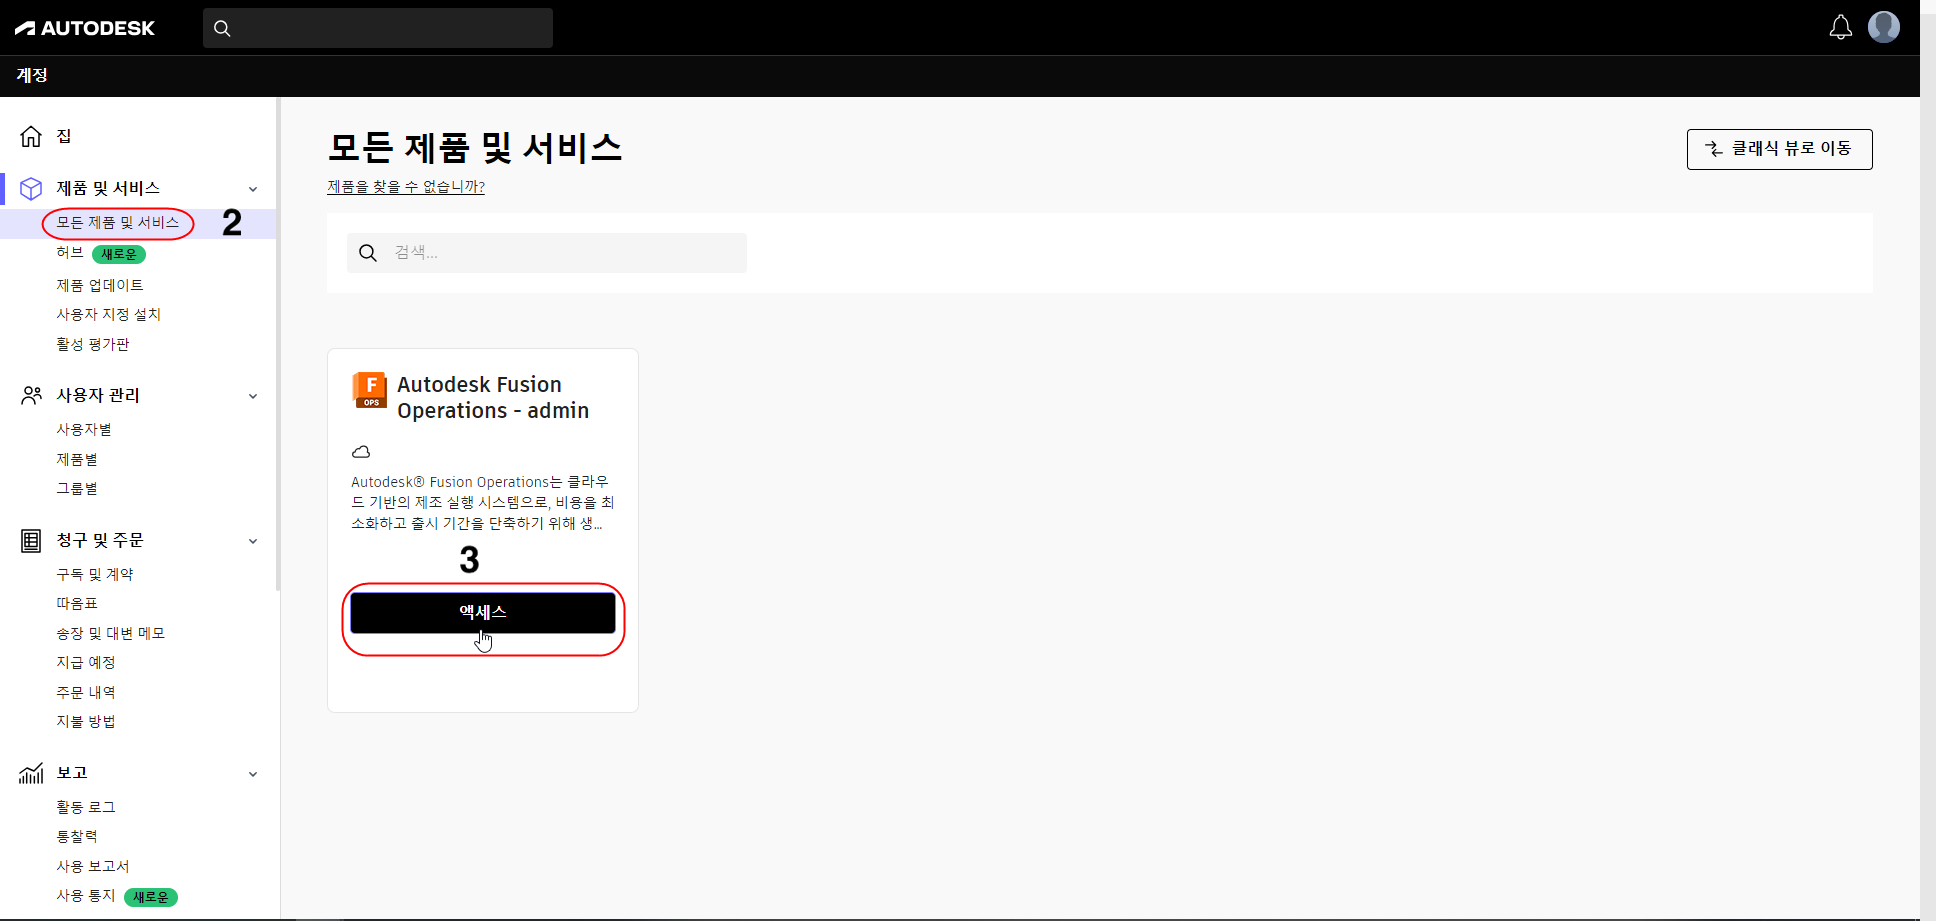 AUTODESK
계정
집
제품 및 서비스
모든 제품 및 서비스
2
허브 새로운
제품 업데이트
사용자 지정 설치
활성 평가판
사용자 관리
사용자별
제품별
그룹별
청구 및 주문
구독 및 계약
따옴표
송장 및 대변 메모
지급 예정
주문 내역
지불 방법
보고
활동 로그
통찰력
사용 보고서
사용 통지 새로운
모든 제품 및 서비스
클래식 뷰로 이동
제품을 찾을 수 없습니까?
검색...
F
OPS
Autodesk Fusion
Operations - admin
Autodesk® Fusion Operations는 클라우
드 기반의 제조 실행 시스템으로, 비용을 최
소화하고 출시 기간을 단축하기 위해 생...
3
액세스